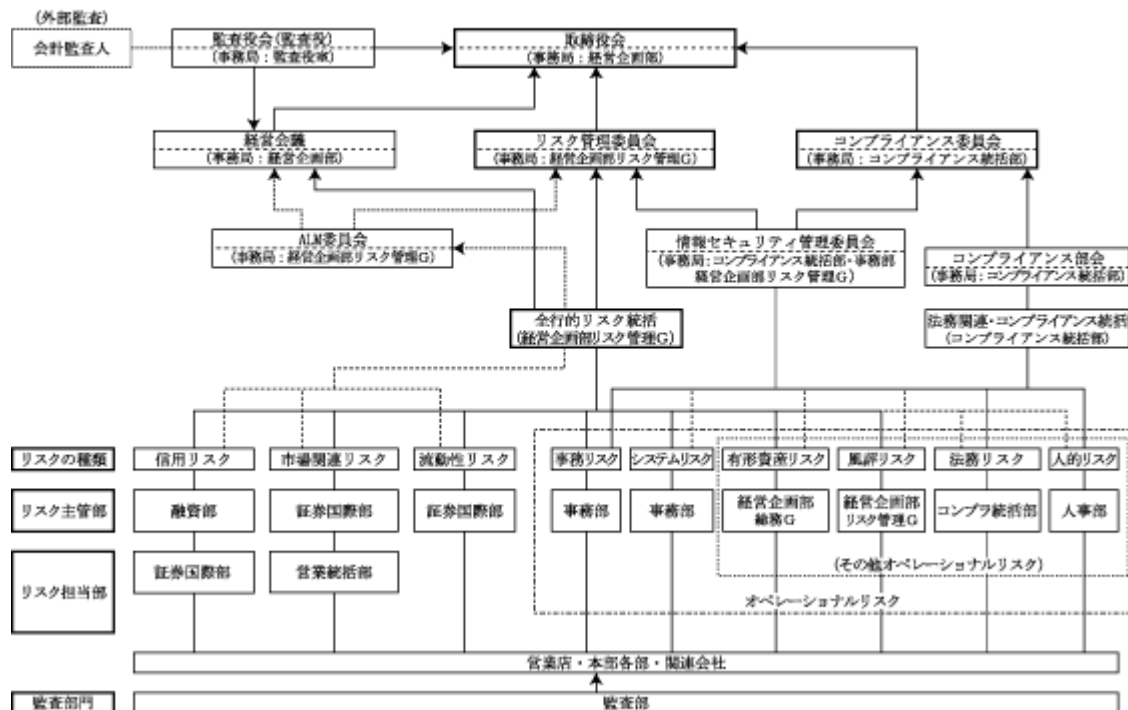 (外部監査)
会計監査人
監査役会(監査役)
(事務局：監査役室)
取締役会
(事務局：経営企画部)
経営会議
(事務局：経営企画部)
リスク管理委員会
(事務局：経営企画部リスク管理G)
コンプライアンス委員会
(事務局：コンプライアンス統括部)
ALM委員会
(事務局：経営企画部リスク管理G)
情報セキュリティ管理委員会
(事務局：コンプライアンス統括部・事務部
経営企画部リスク管理G)
コンプライアンス部会
(事務局：コンプライアンス統括部)
全行的リスク統括
(経営企画部リスク管理G)
法務関連・コンプライアンス統括
(コンプライアンス統括部)
リスクの種類
信用リスク
市場関連リスク
流動性リスク
事務リスク
システムリスク
有形資産リスク
風評リスク
法務リスク
人的リスク
リスク主管部
融資部
証券国際部
証券国際部
事務部
事務部
経営企画部
総務G
経営企画部
リスク管理G
コンプラ統括部
人事部
リスク担当部
証券国際部
営業統括部
(その他オペレーショナルリスク)
オペレーショナルリスク
営業店・本部各部・関連会社
監査部門
監査部